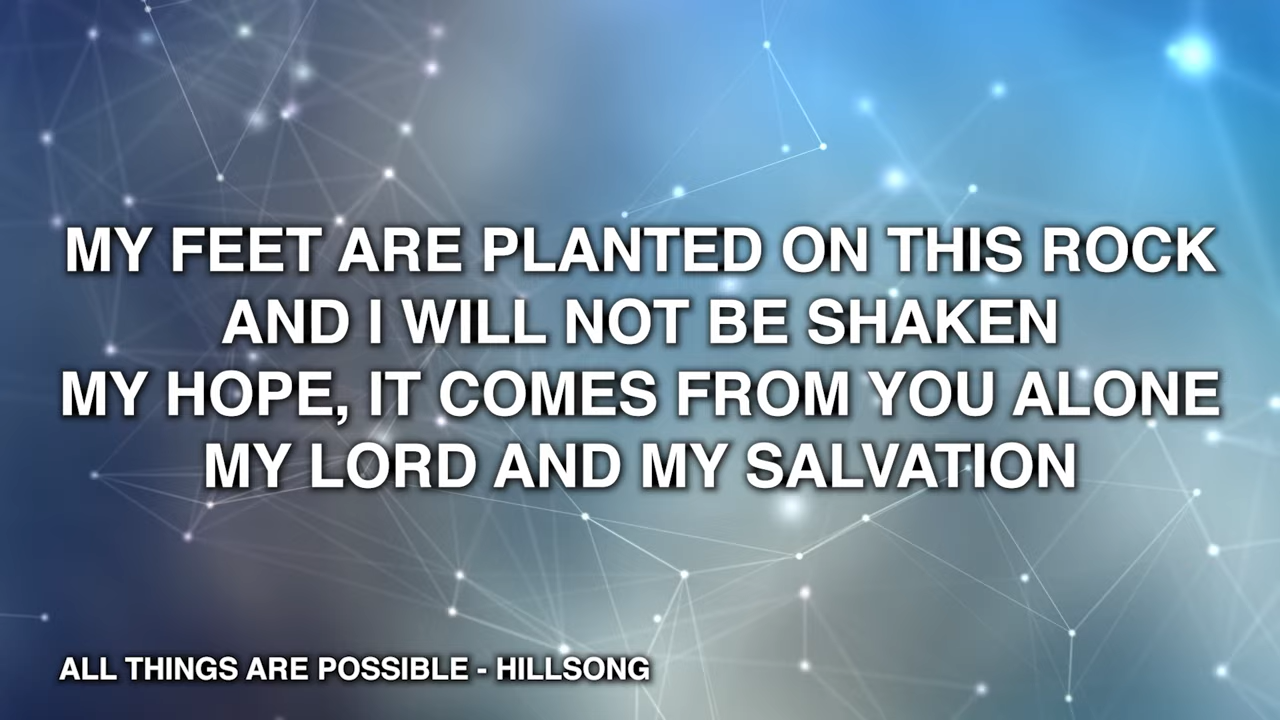 MY FEET ARE PLANTED ON THIS ROCK
AND I WILL NOT BE SHAKEN
MY HOPE, IT COMES FROM YOU ALONE
MY LORD AND MY SALVATION
ALL THINGS ARE POSSIBLE - HILLSONG